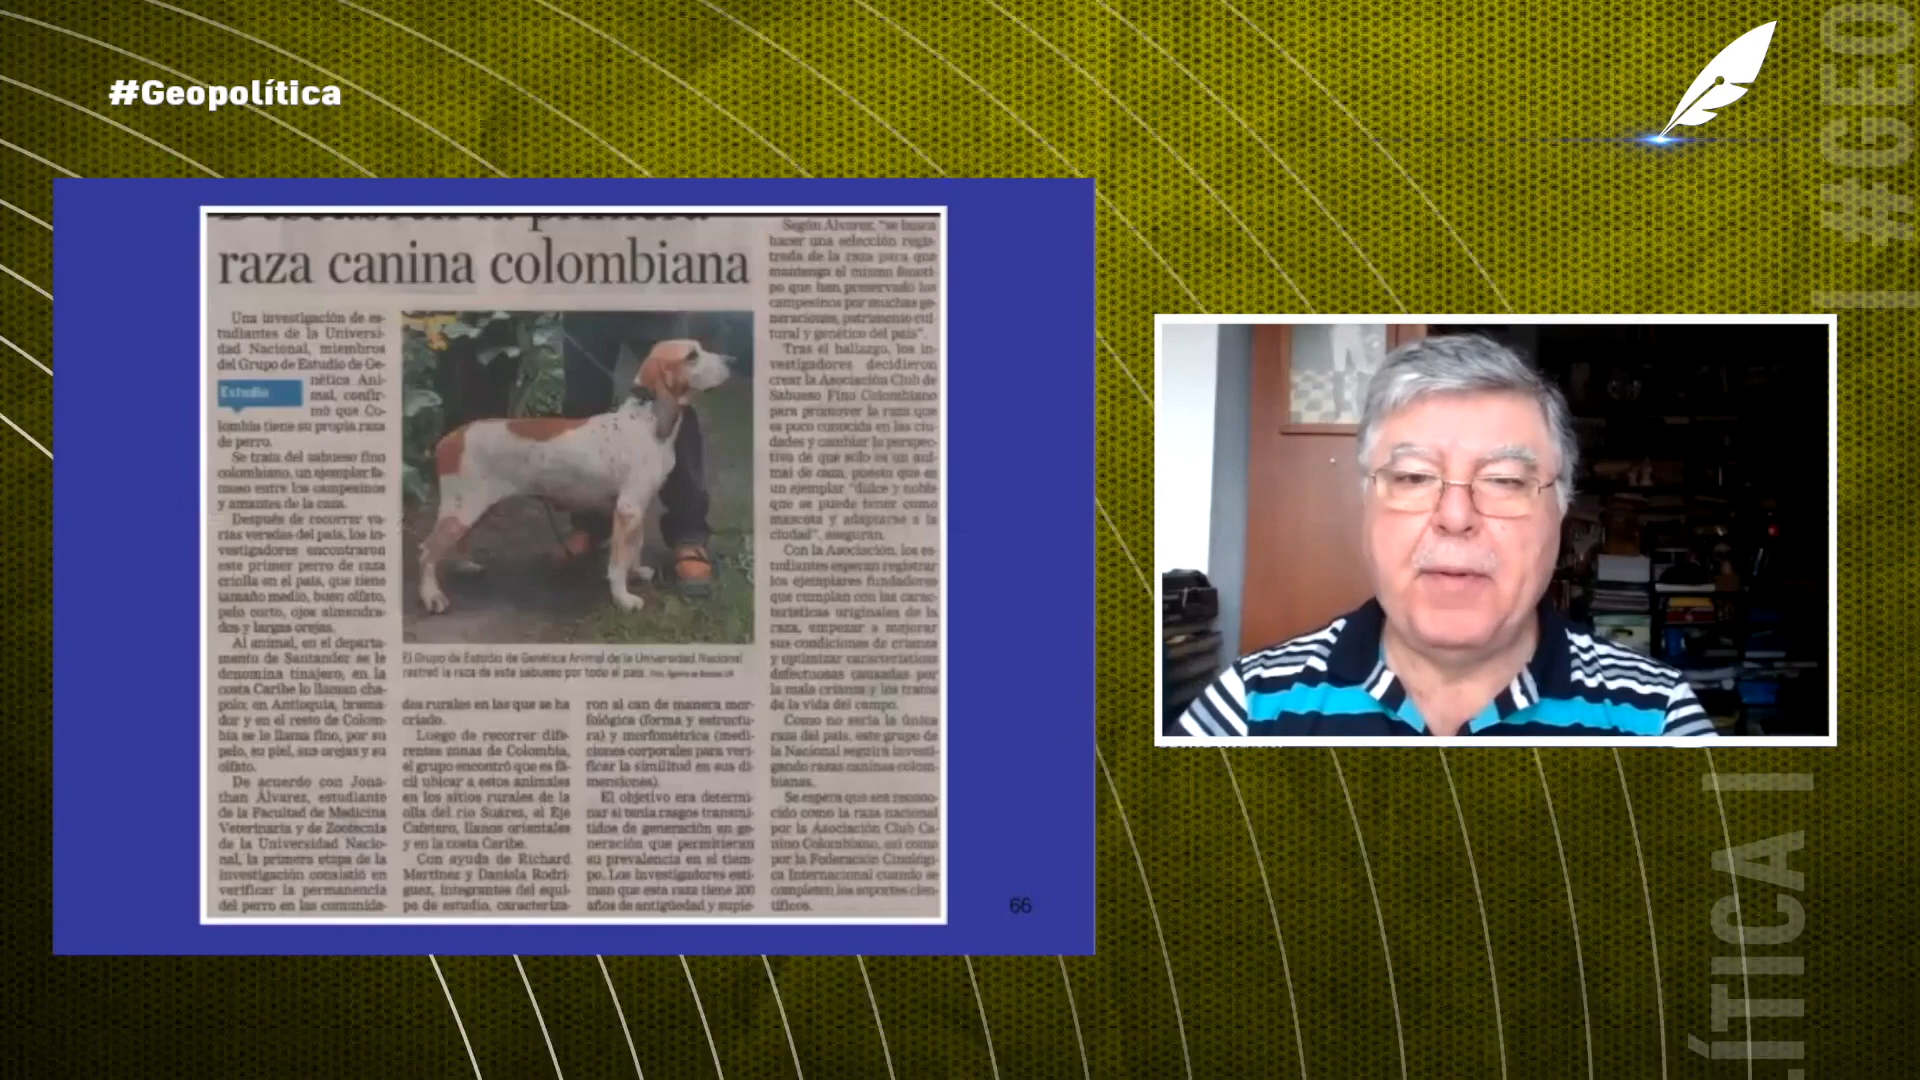 #Geopolítica
raza canina colombiana
Una investigación de es-
tudiantes de la Universi-
dad Nacional, miembros
del Grupo de Estudio de Ge-
Estudio
nética Ani-
mal, confir-
mó que Co-
lombia tiene su propia raza
de perro.
Se trata del sabueso fino
colombiano, un ejemplar fa-
moso entre los campesinos
y amantes de la caza.
Después de recorrer va-
rias veredas del país, los in-
vestigadores encontraron
este primer perro de raza
criolla en el país, que tiene
tamaño medio, buen olfato,
pelo corto, ojos almendra-
dos y largas orejas.
Al animal, en el departa-
mento de Santander se le
denomina tinajero, en la
costa Caribe lo llaman cha-
polo; en Antioquia, brama-
dor y en el resto de Colom-
bia se le llama fino, por su
pelo, su piel, sus orejas y su
olfato.
De acuerdo con Jona-
than Álvarez, estudiante
de la Facultad de Medicina
Veterinaria y de Zootecnia
de la Universidad Nacio-
nal, la primera etapa de la
investigación consistió en
verificar la permanencia
del perro en las comunida-
El Grupo de Estudio de Genética Animal de la Universidad Nacional
rastreó la raza de este sabueso por todo el país.
des rurales en las que se ha
criado.
Luego de recorrer dife-
rentes zonas de Colombia,
el grupo encontró que es fá-
cil ubicar a estos animales
en los sitios rurales de la
olla del río Suárez, el Eje
Cafetero, llanos orientales
y en la costa Caribe.
Con ayuda de Richard
Martínez y Daniela Rodrí-
guez, integrantes del equi-
po de estudio, caracteriza-
ron al can de manera mor-
fológica (forma y estructu-
ra) y morfométrica (medi-
ciones corporales para veri-
ficar la similitud en sus di-
mensiones).
El objetivo era determi-
nar si tenía rasgos transmi-
tidos de generación en ge-
neración que permitieran
su prevalencia en el tiem-
po. Los investigadores esti-
man que esta raza tiene 200
años de antigüedad y supie-
Según Álvarez, "se busca
hacer una selección regis-
trada de la raza para que
mantenga el mismo fenoti-
po que han preservado los
campesinos por muchas ge-
neraciones, patrimonio cul-
tural y genético del país".
Tras el hallazgo, los in-
vestigadores decidieron
crear la Asociación Club de
Sabueso Fino Colombiano
para promover la raza que
es poco conocida en las ciu-
dades y cambiar la perspec-
tiva de que solo es un ani-
mal de caza, puesto que es
un ejemplar "dulce y noble
que se puede tener como
mascota y adaptarse a la
ciudad", aseguran.
Con la Asociación, los es-
tudiantes esperan registrar
los ejemplares fundadores
que cumplan con las carac-
terísticas originales de la
raza, empezar a mejorar
sus condiciones de crianza
y optimizar características
defectuosas causadas por
la mala crianza y los tratos
de la vida del campo.
Como no sería la única
raza del país, este grupo de
la Nacional seguirá investi-
gando razas caninas colom-
bianas.
Se espera que sea recono-
cido como la raza nacional
por la Asociación Club Ca-
nino Colombiano, así como
por la Federación Cinológi-
ca Internacional cuando se
completen los soportes cien-
tíficos.
66
| #GEO
LÍTICA |